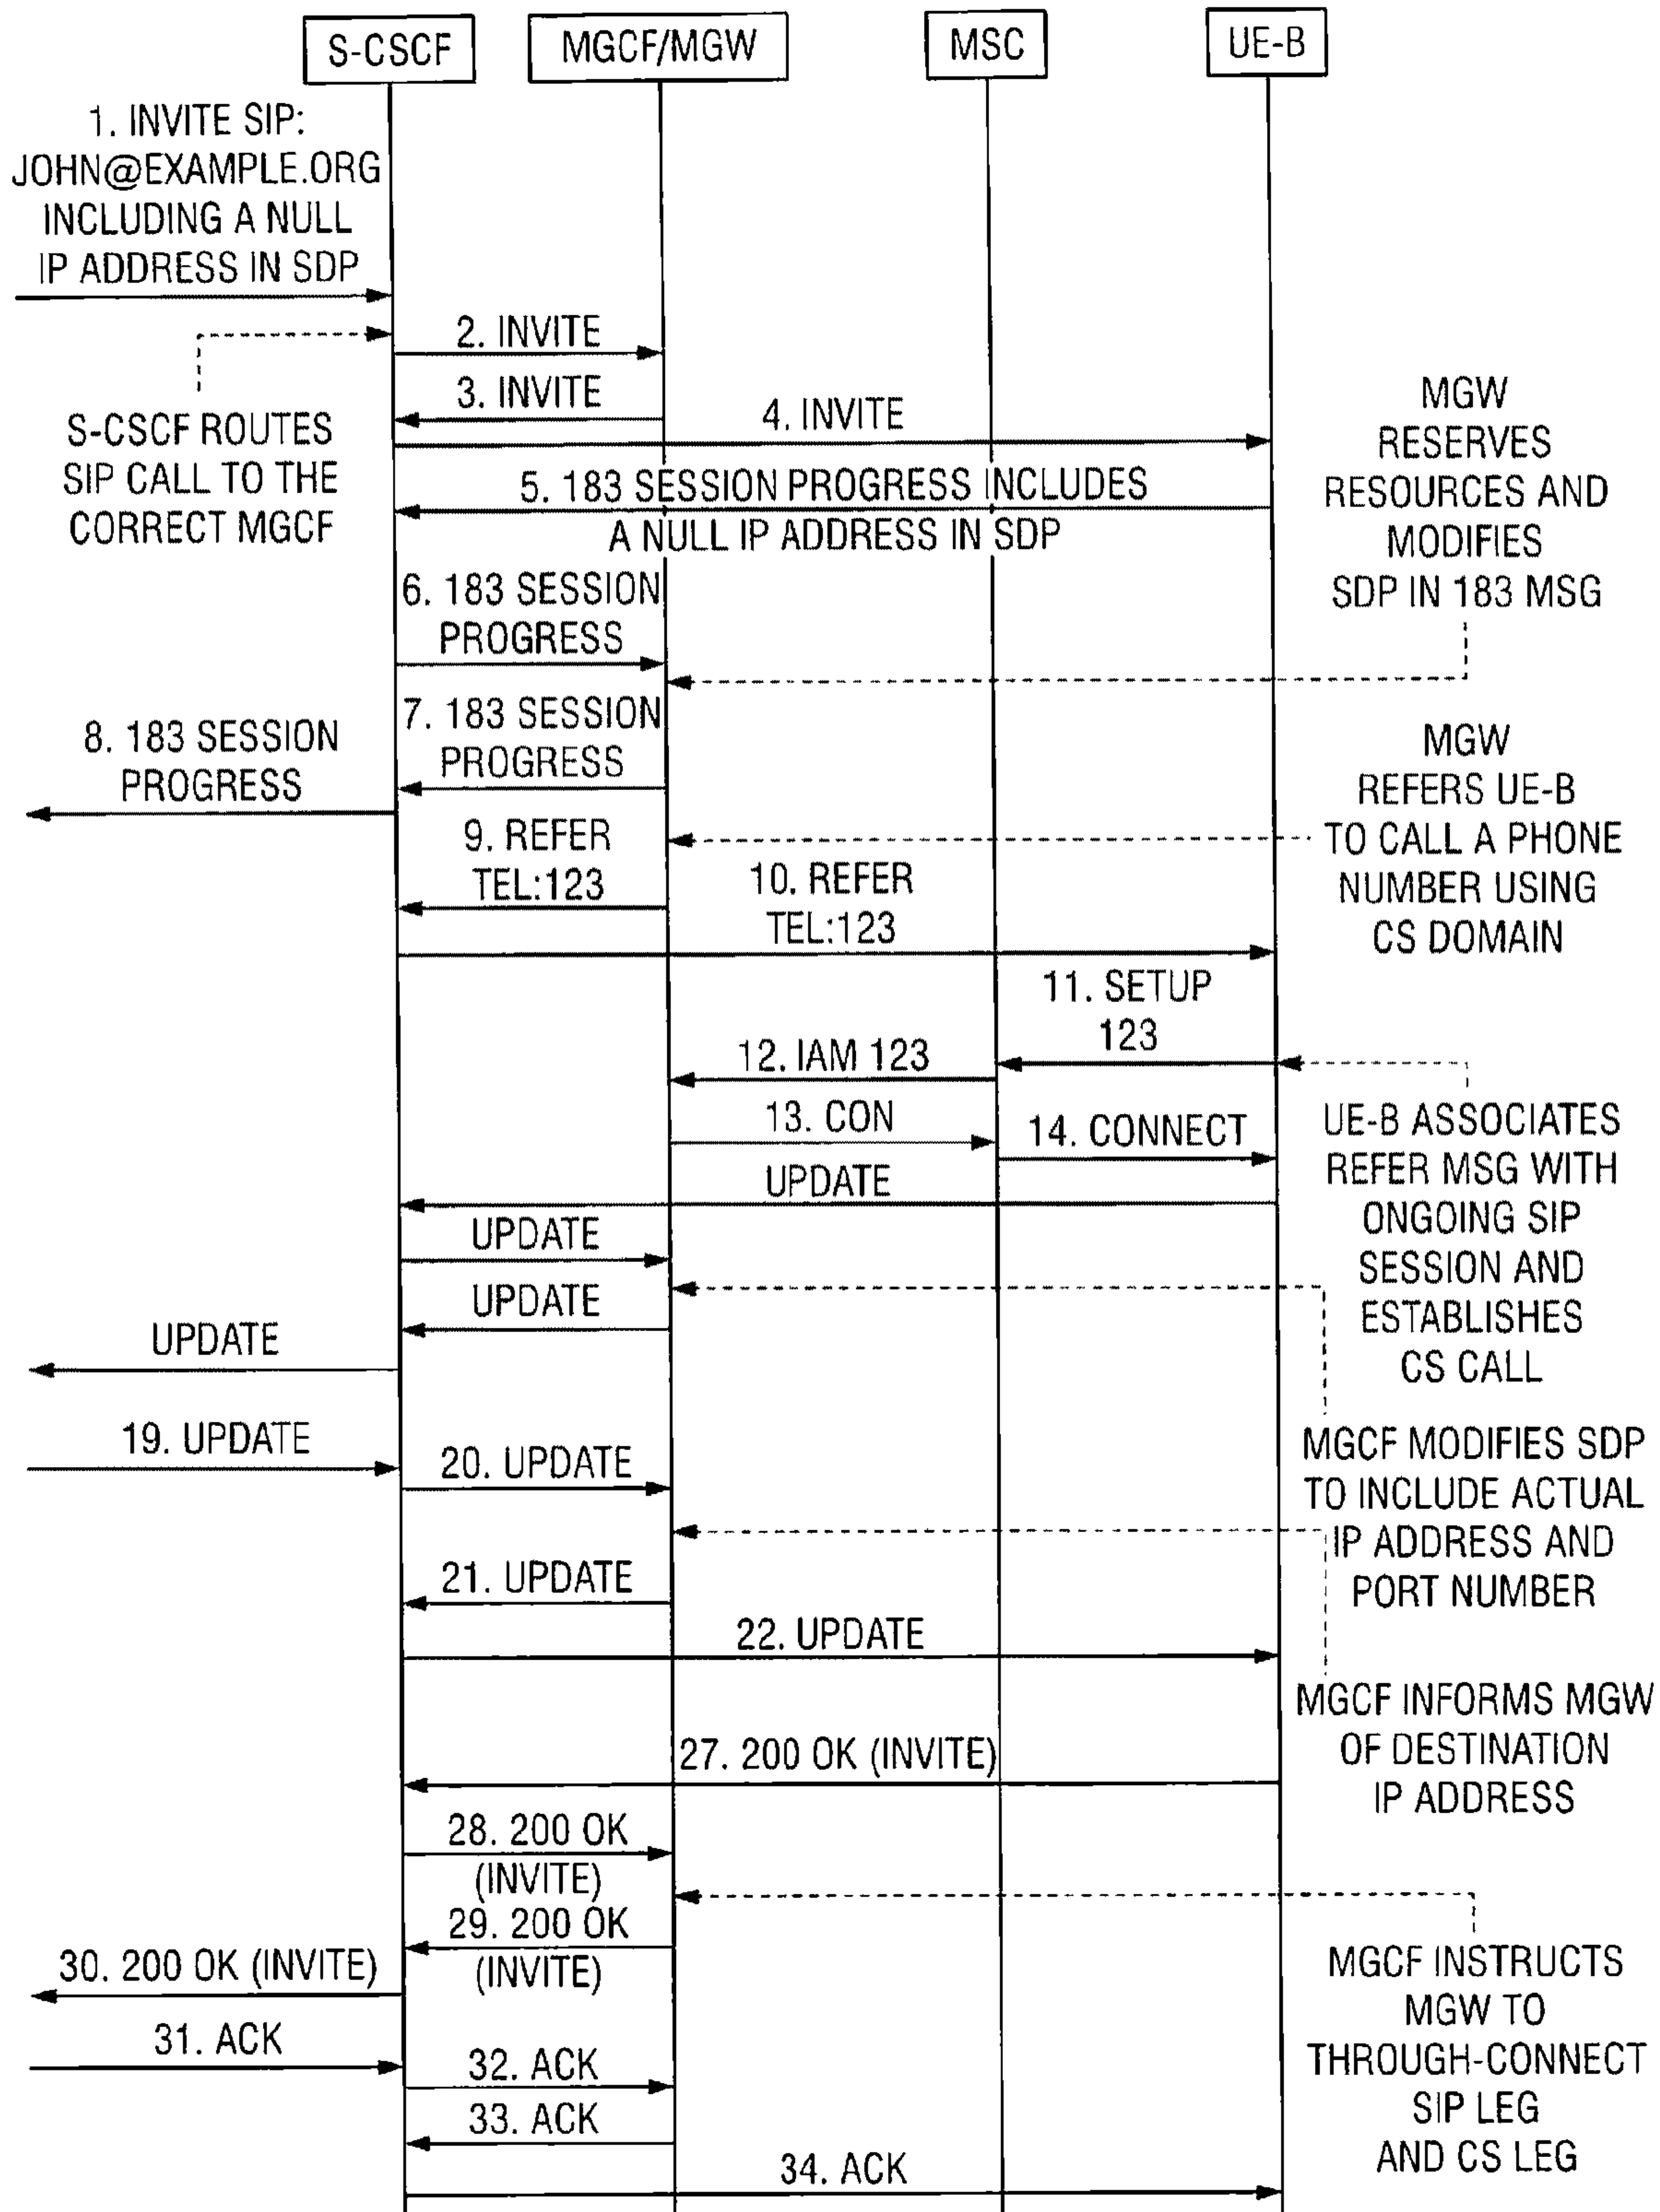 S-CSCF
MGCF/MGW
MSC
UE-B
1. INVITE SIP:
JOHN@EXAMPLE.ORG
INCLUDING A NULL
IP ADDRESS IN SDP
2. INVITE
3. INVITE
4. INVITE
S-CSCF ROUTES
SIP CALL TO THE
CORRECT MGCF
MGW
RESERVES
RESOURCES AND
MODIFIES
SDP IN 183 MSG
5. 183 SESSION PROGRESS INCLUDES
A NULL IP ADDRESS IN SDP
6. 183 SESSION
PROGRESS
7. 183 SESSION
PROGRESS
8. 183 SESSION
PROGRESS
MGW
REFERS UE-B
TO CALL A PHONE
NUMBER USING
CS DOMAIN
9. REFER
TEL:123
10. REFER
TEL:123
11. SETUP
123
12. IAM 123
13. CON
14. CONNECT
UE-B ASSOCIATES
REFER MSG WITH
ONGOING SIP
SESSION AND
ESTABLISHES
CS CALL
UPDATE
UPDATE
UPDATE
UPDATE
19. UPDATE
20. UPDATE
MGCF MODIFIES SDP
TO INCLUDE ACTUAL
IP ADDRESS AND
PORT NUMBER
21. UPDATE
22. UPDATE
MGCF INFORMS MGW
OF DESTINATION
IP ADDRESS
27. 200 OK (INVITE)
28. 200 OK
(INVITE)
29. 200 OK
(INVITE)
30. 200 OK (INVITE)
MGCF INSTRUCTS
MGW TO
THROUGH-CONNECT
SIP LEG
AND CS LEG
31. ACK
32. ACK
33. ACK
34. ACK